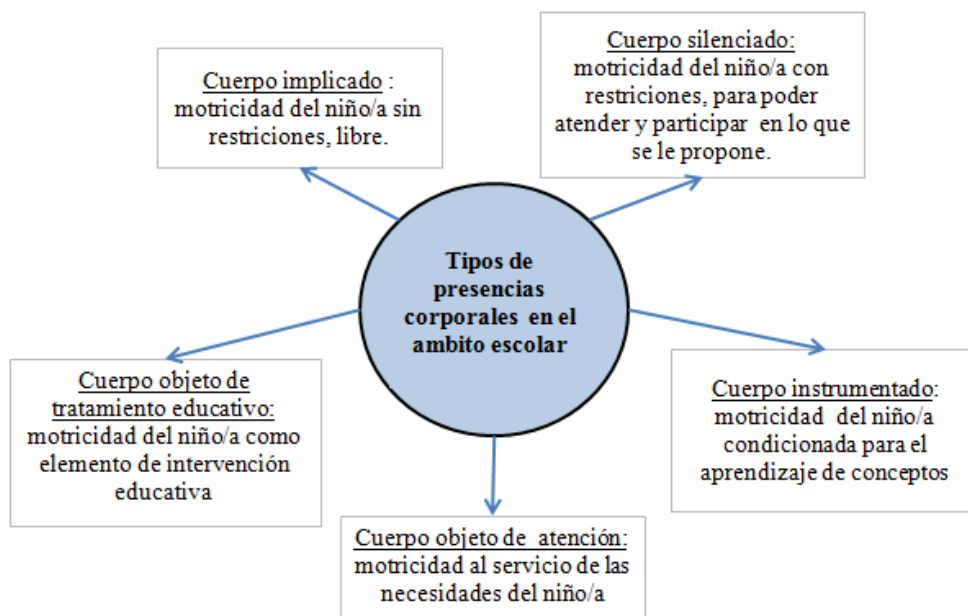 Cuerpo implicado :
motricidad del niño/a sin
restricciones, libre.
Cuerpo silenciado:
motricidad del niño/a con
restricciones, para poder
atender y participar en lo que
se le propone.
Tipos de
presencias
corporales en el
ambito escolar
Cuerpo objeto de
tratamiento educativo:
motricidad del niño/a como
elemento de intervención
educativa
Cuerpo instrumentado:
motricidad del niño/a
condicionada para el
aprendizaje de conceptos
Cuerpo objeto de atención:
motricidad al servicio de las
necesidades del niño/a